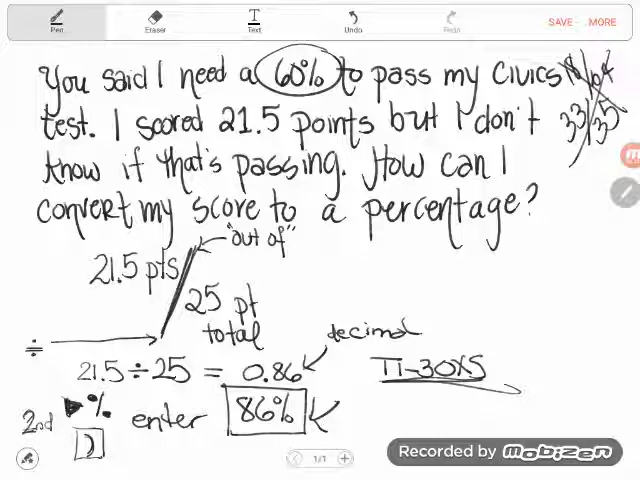 Pen
Eraser
Text
Undo
Redo
SAVE
MORE
You said I need a 60% to pass my Civics
test. I scored 21.5 points but I don't
know if that's passing. How can I
convert my score to a percentage?
"out of"
21.5 pts
25 pt
total
÷
decimal
21.5 ÷ 25 = 0.86
TI-30XS
2nd
%
)
enter
86%
1/1
Recorded by mobizen